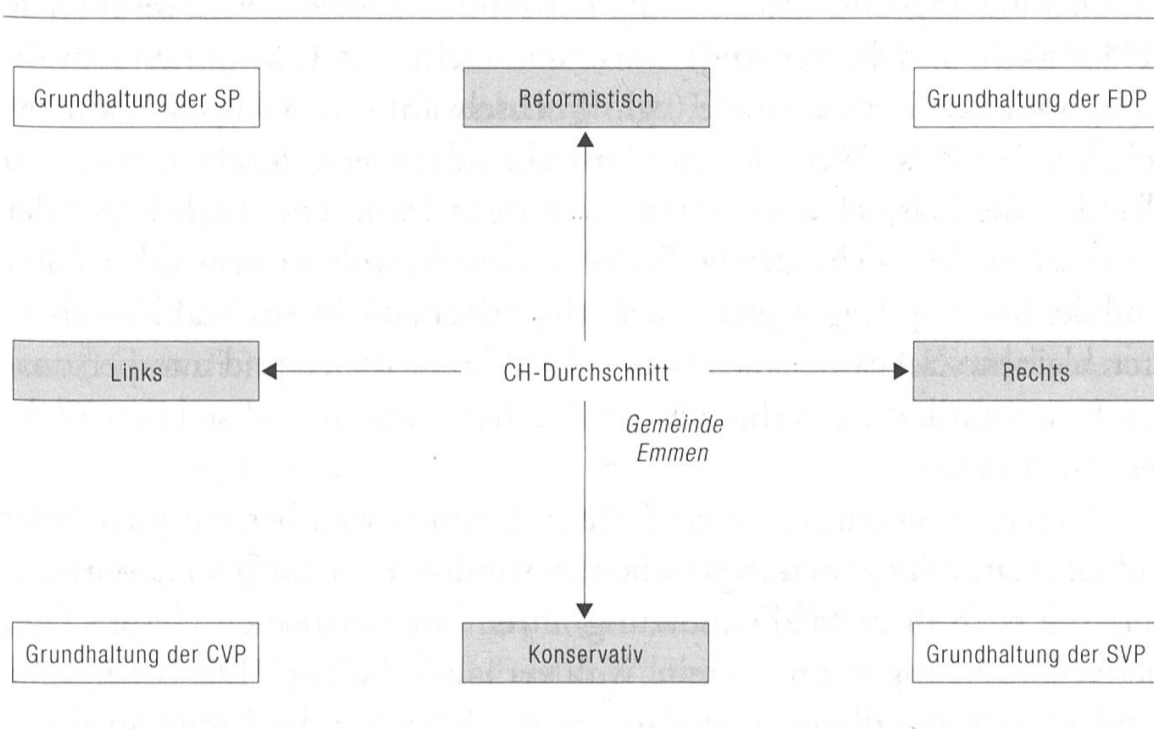 Grundhaltung der SP
Reformistisch
Grundhaltung der FDP
Links
CH-Durchschnitt
Rechts
Gemeinde
Emmen
Grundhaltung der CVP
Konservativ
Grundhaltung der SVP